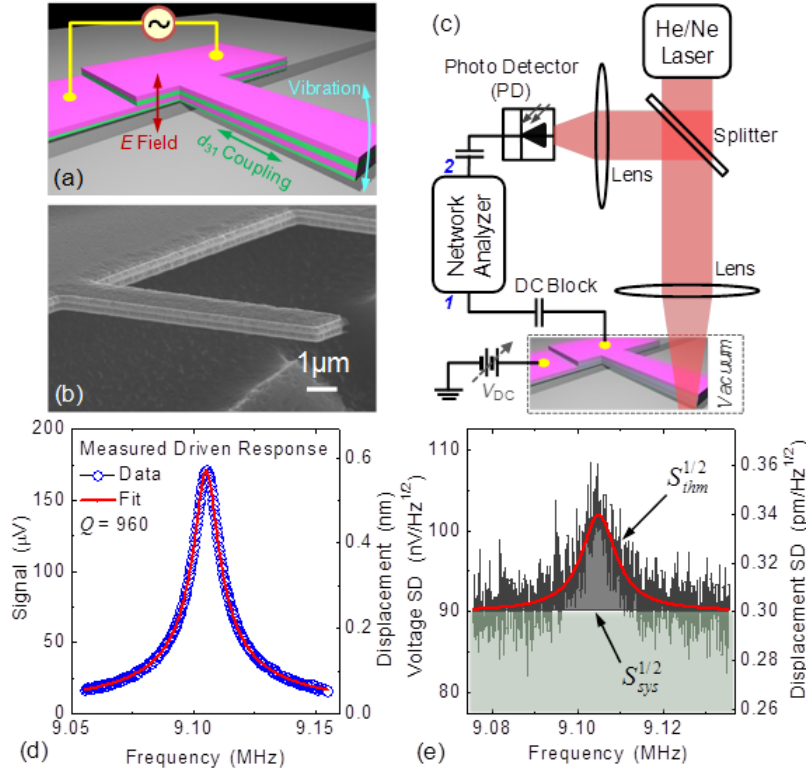 E Field
d31 Coupling
Vibration
(a)
1μm
(b)
(c)
He/Ne
Laser
Photo Detector
(PD)
Splitter
2
Lens
Network
Analyzer
Lens
1
DC Block
VDC
Vacuum
200
150
100
50
0
Signal (μV)
Measured Driven Response
Data
Fit
Q = 960
0.6
0.4
0.2
0.0
Displacement (nm)
9.05
9.10
9.15
(d)
Frequency (MHz)
110
100
90
80
Voltage SD (nV/Hz1/2)
S1/2thm
S1/2sys
0.36
0.34
0.32
0.30
0.28
0.26
Displacement SD (pm/Hz1/2)
9.08
9.10
9.12
(e)
Frequency (MHz)